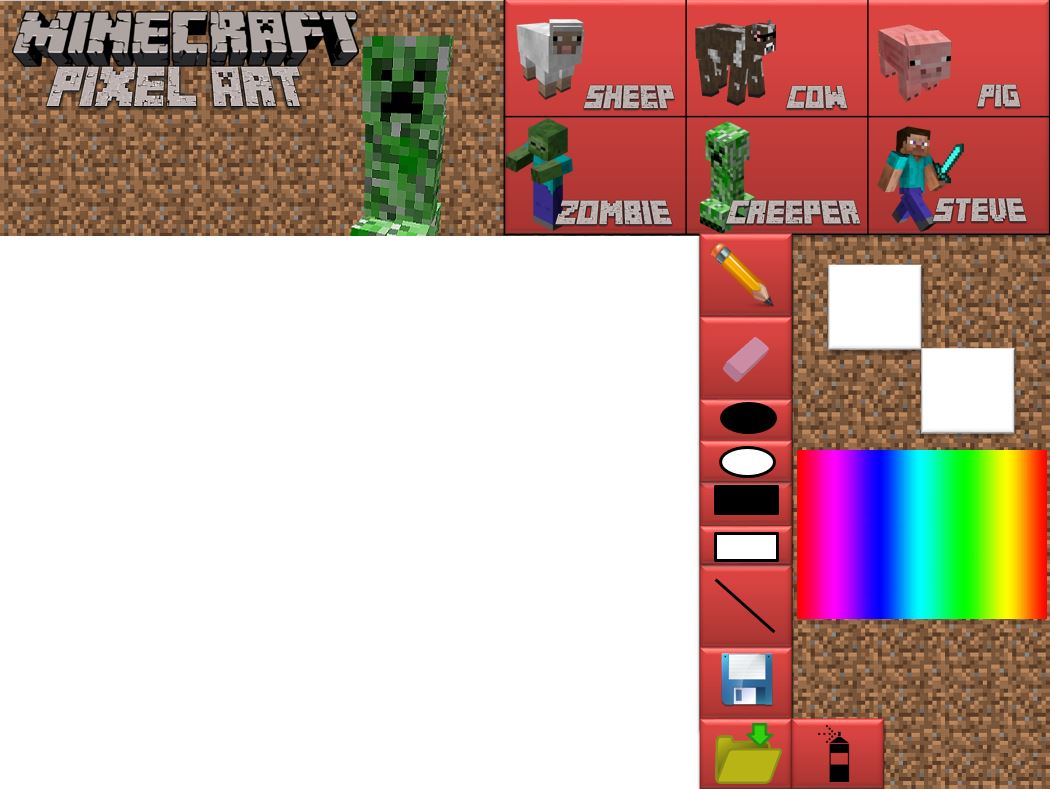 MINECRAFT
PIXEL ART
SHEEP
COW
PIG
ZOMBIE
CREEPER
STEVE